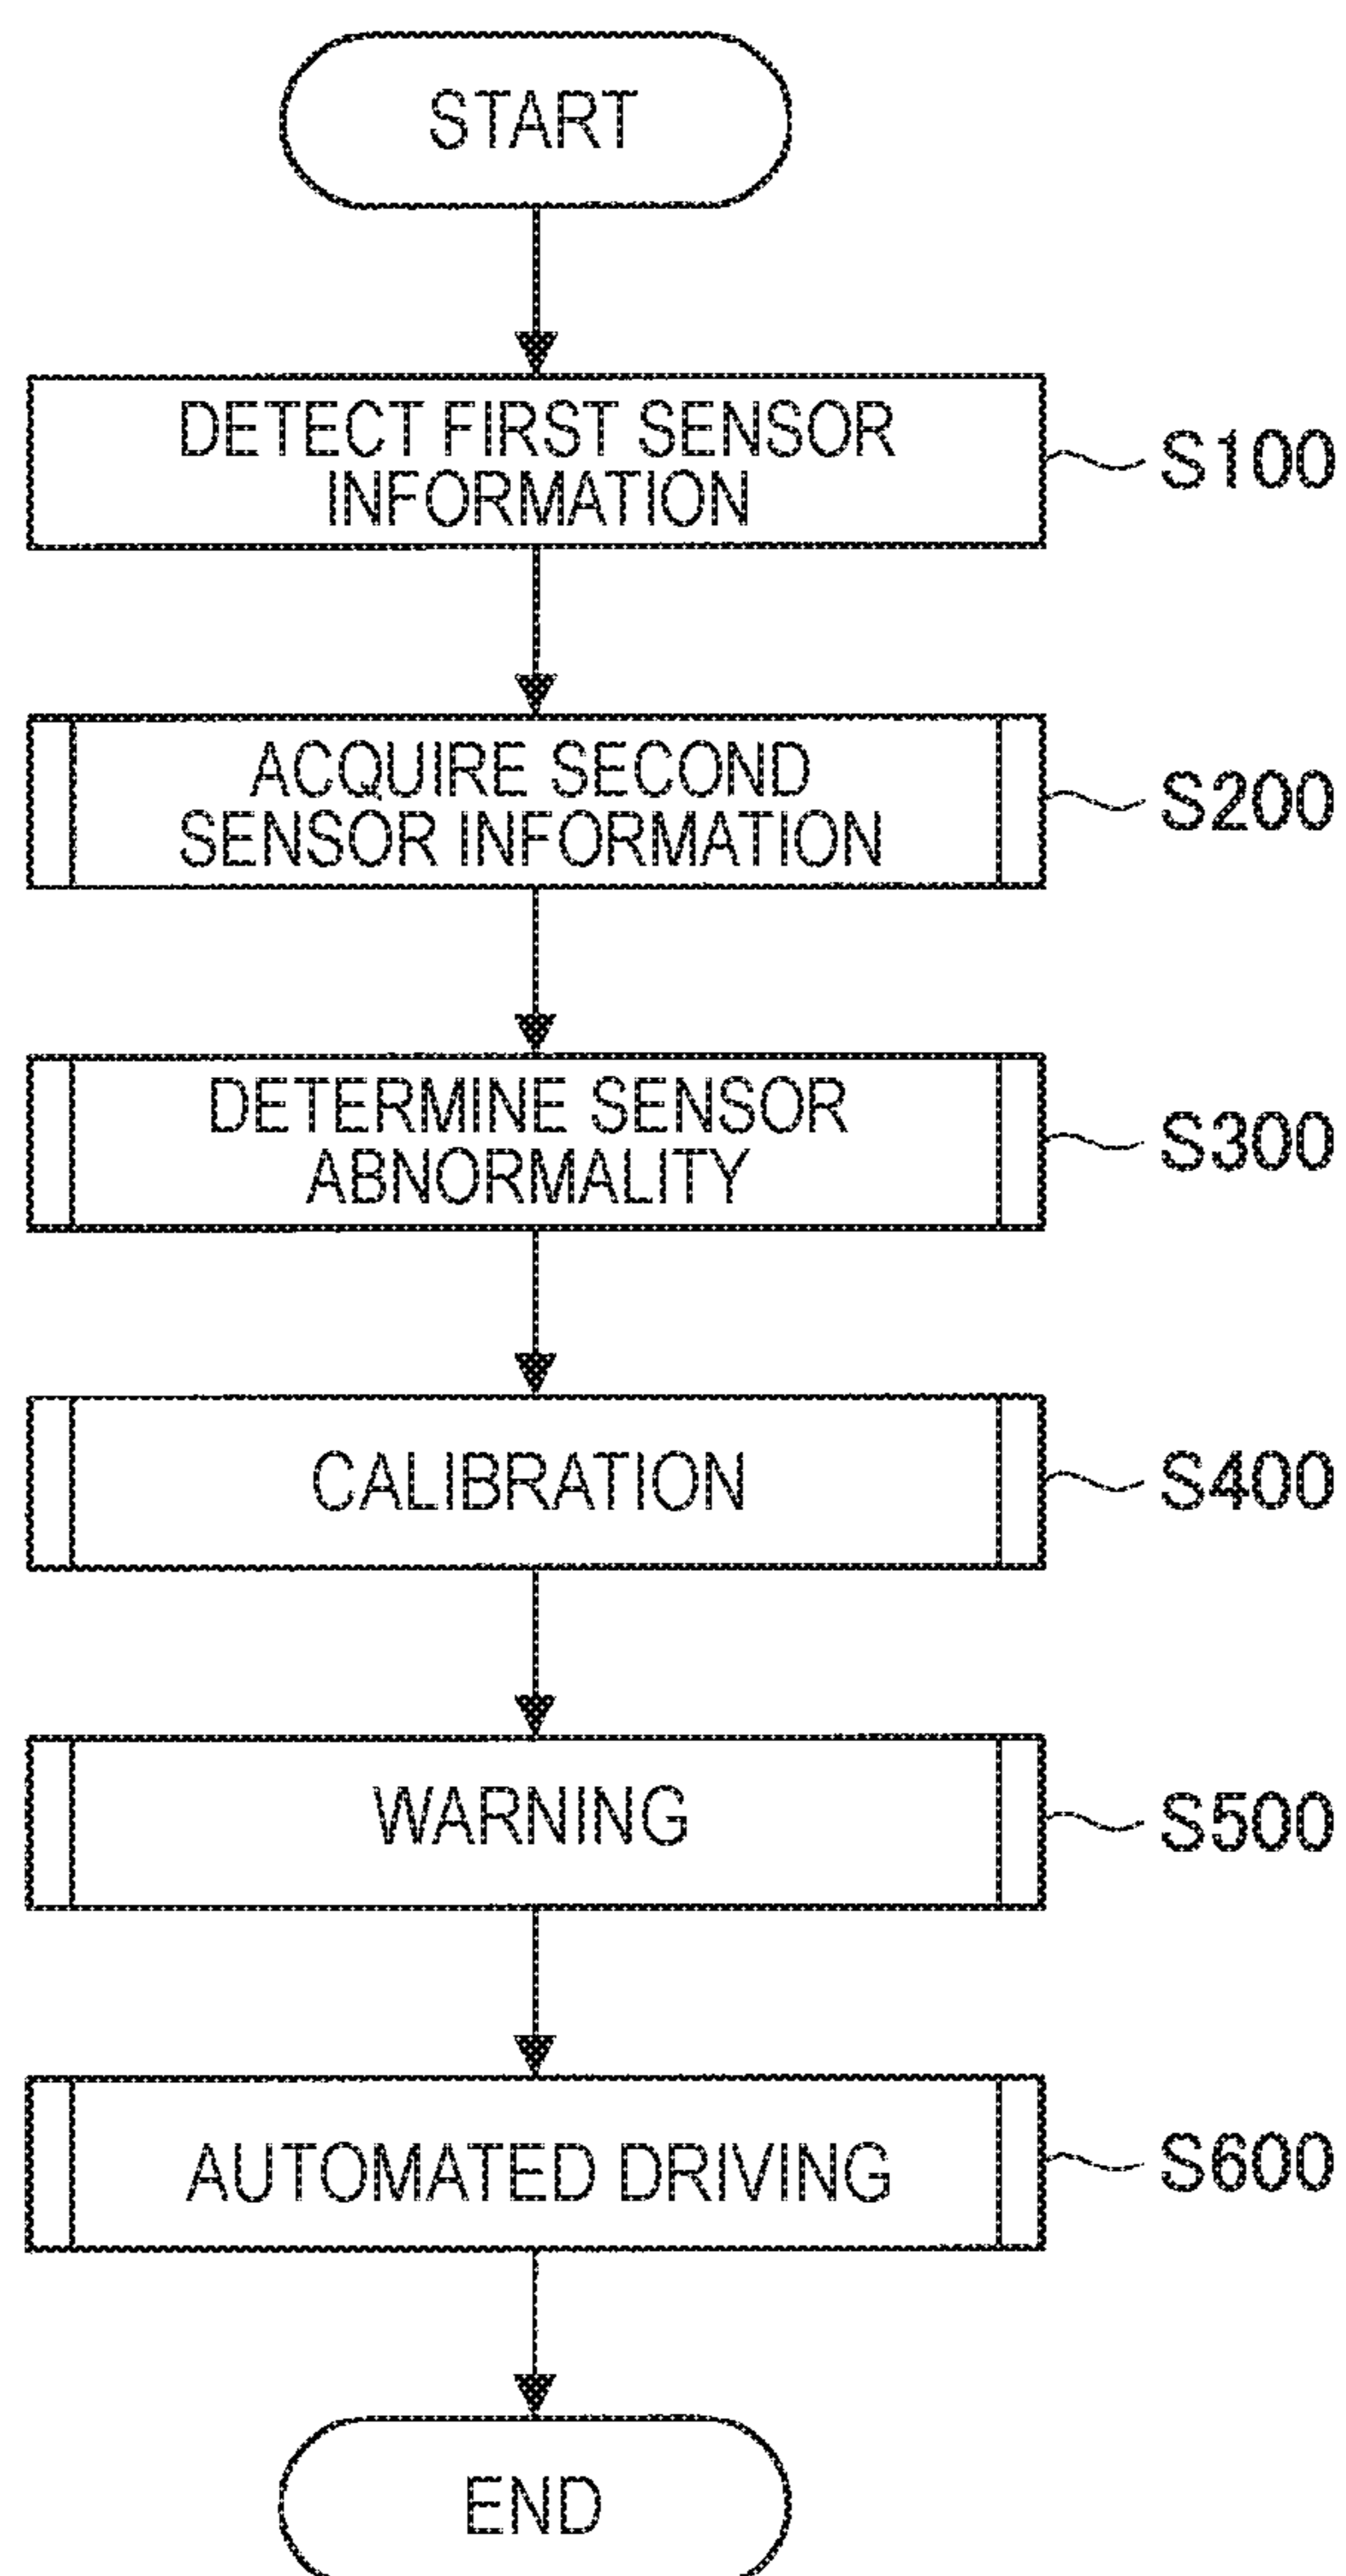 START
DETECT FIRST SENSOR
INFORMATION
S100
ACQUIRE SECOND
SENSOR INFORMATION
S200
DETERMINE SENSOR
ABNORMALITY
S300
CALIBRATION
S400
WARNING
S500
AUTOMATED DRIVING
S600
END